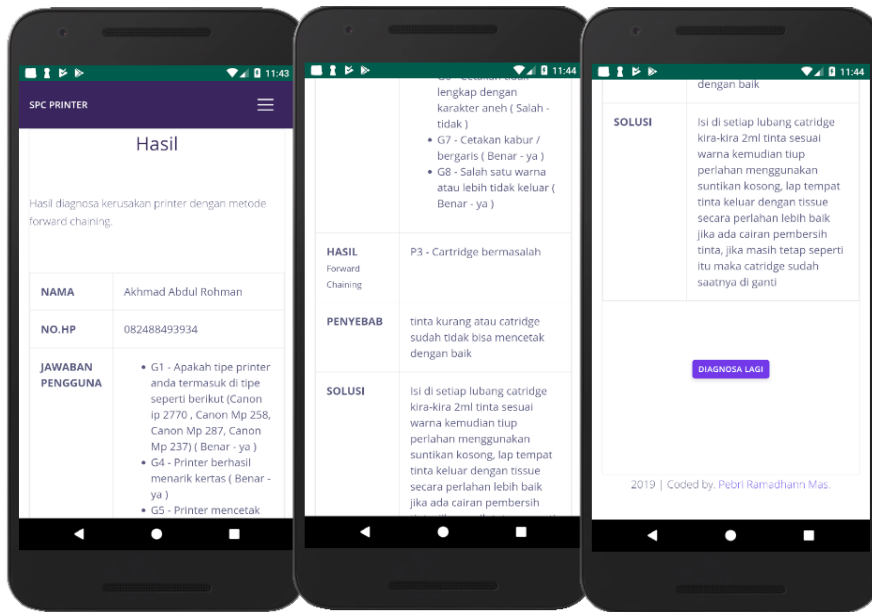 11:43
SPC PRINTER
Hasil
Hasil diagnosa kerusakan printer dengan metode
forward chaining.
NAMA
Akhmad Abdul Rohman
NO.HP
082488493934
JAWABAN
PENGGUNA
G1 - Apakah tipe printer
anda termasuk di tipe
seperti berikut (Canon
ip 2770 , Canon Mp 258,
Canon Mp 287, Canon
Mp 237) ( Benar - ya )
G4 - Printer berhasil
menarik kertas ( Benar -
ya )
G5 - Printer mencetak
11:44
lengkap dengan
karakter aneh ( Salah -
tidak )
G7 - Cetakan kabur /
bergaris ( Benar - ya )
G8 - Salah satu warna
atau lebih tidak keluar (
Benar - ya )
HASIL
Forward
Chaining
P3 - Cartridge bermasalah
PENYEBAB
tinta kurang atau catridge
sudah tidak bisa mencetak
dengan baik
SOLUSI
Isi di setiap lubang catridge
kira-kira 2ml tinta sesuai
warna kemudian tiup
perlahan menggunakan
suntikan kosong, lap tempat
tinta keluar dengan tissue
secara perlahan lebih baik
jika ada cairan pembersih
11:44
dengan baik
SOLUSI
Isi di setiap lubang catridge
kira-kira 2ml tinta sesuai
warna kemudian tiup
perlahan menggunakan
suntikan kosong, lap tempat
tinta keluar dengan tissue
secara perlahan lebih baik
jika ada cairan pembersih
tinta, jika masih tetap seperti
itu maka catridge sudah
saatnya di ganti
DIAGNOSA LAGI
2019 | Coded by. Pebri Ramadhann Mas.